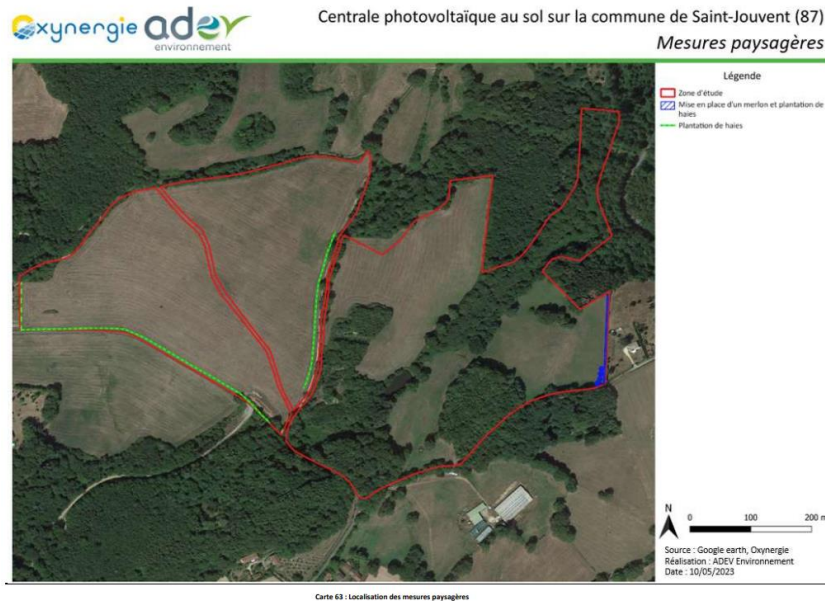 Oxynergie adev environnement
Centrale photovoltaïque au sol sur la commune de Saint-Jouvent (87)
Mesures paysagères
Légende
Zone d'étude
Mise en place d'un merlon et plantation de
haies
Plantation de haies
N
0 100 200 m
Source : Google earth, Oxynergie
Réalisation : ADEV Environnement
Date : 10/05/2023
Carte 63 : Localisation des mesures paysagères